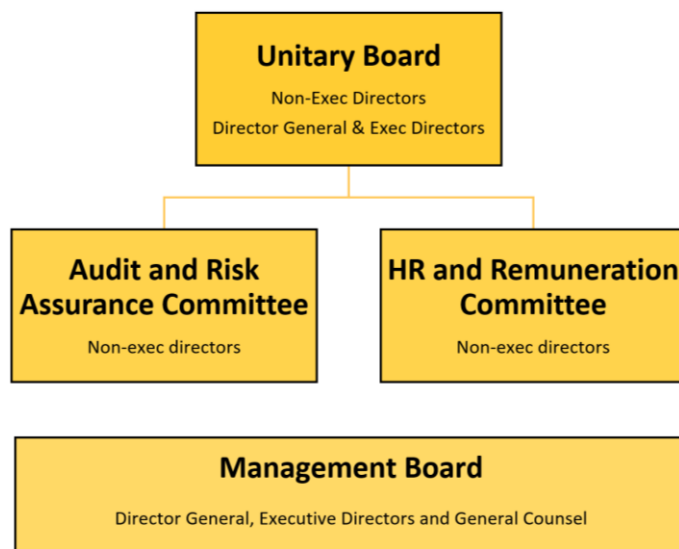 Unitary Board
Non-Exec Directors
Director General & Exec Directors
Audit and Risk
Assurance Committee
Non-exec directors
HR and Remuneration
Committee
Non-exec directors
Management Board
Director General, Executive Directors and General Counsel